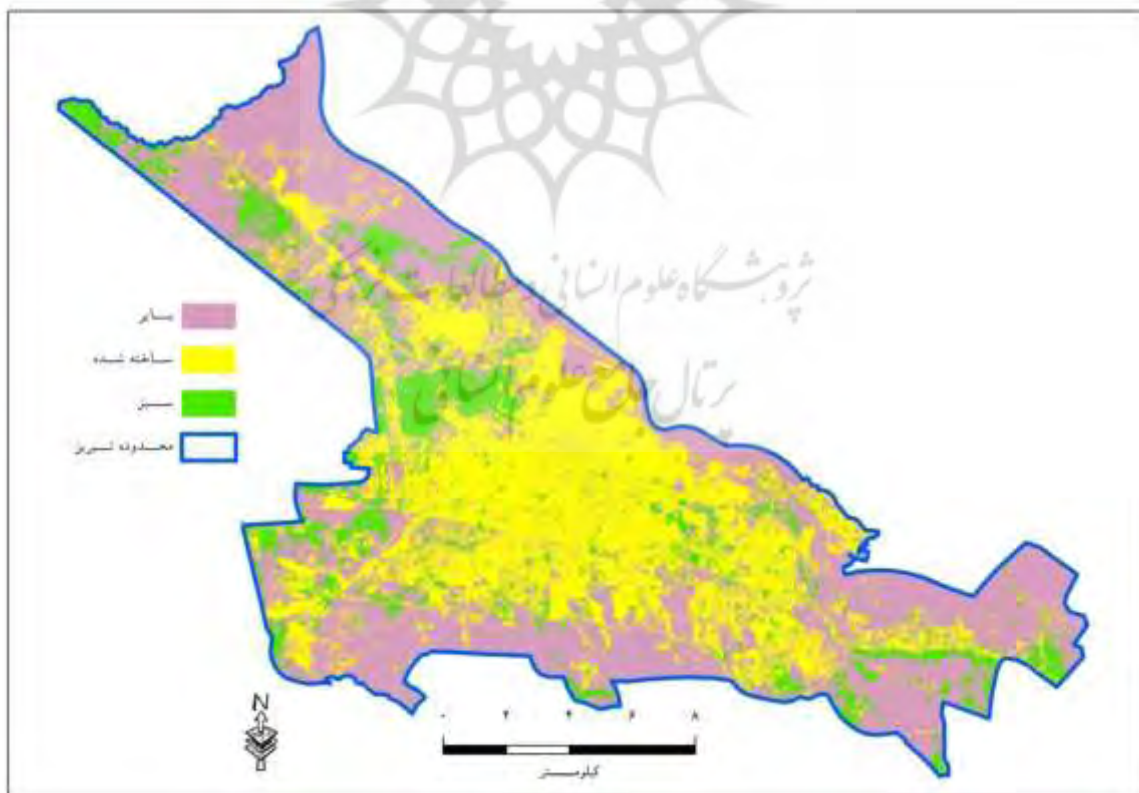 پژوهشگاه علوم انسانی و مطالعات فرهنگی
پرتال جامع علوم انسانی
بایر
ساخته شده
سبز
محدوده تبریز
N
۰ ۲ ۴ ۶ ۸
کیلومتر